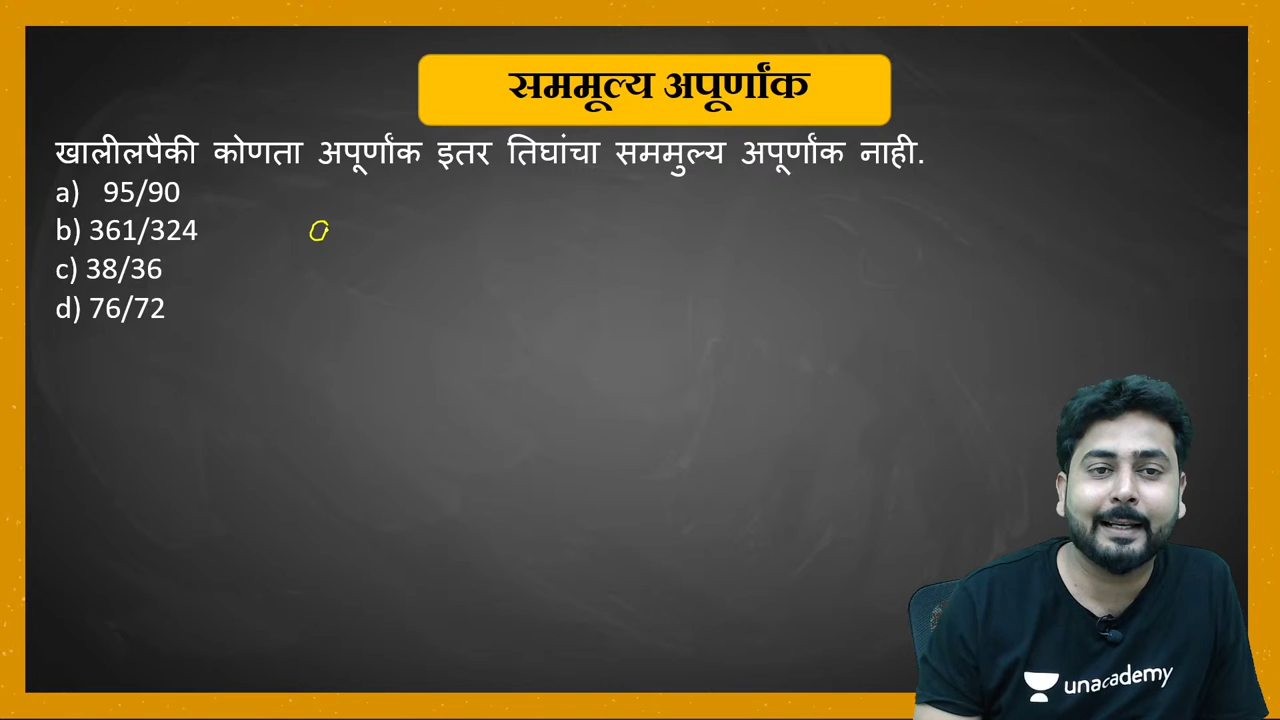 सममूल्य अपूर्णांक
खालीलपैकी कोणता अपूर्णांक इतर तिघांचा सममुल्य अपूर्णांक नाही.
a) 95/90
b) 361/324
c) 38/36
d) 76/72
unacademy